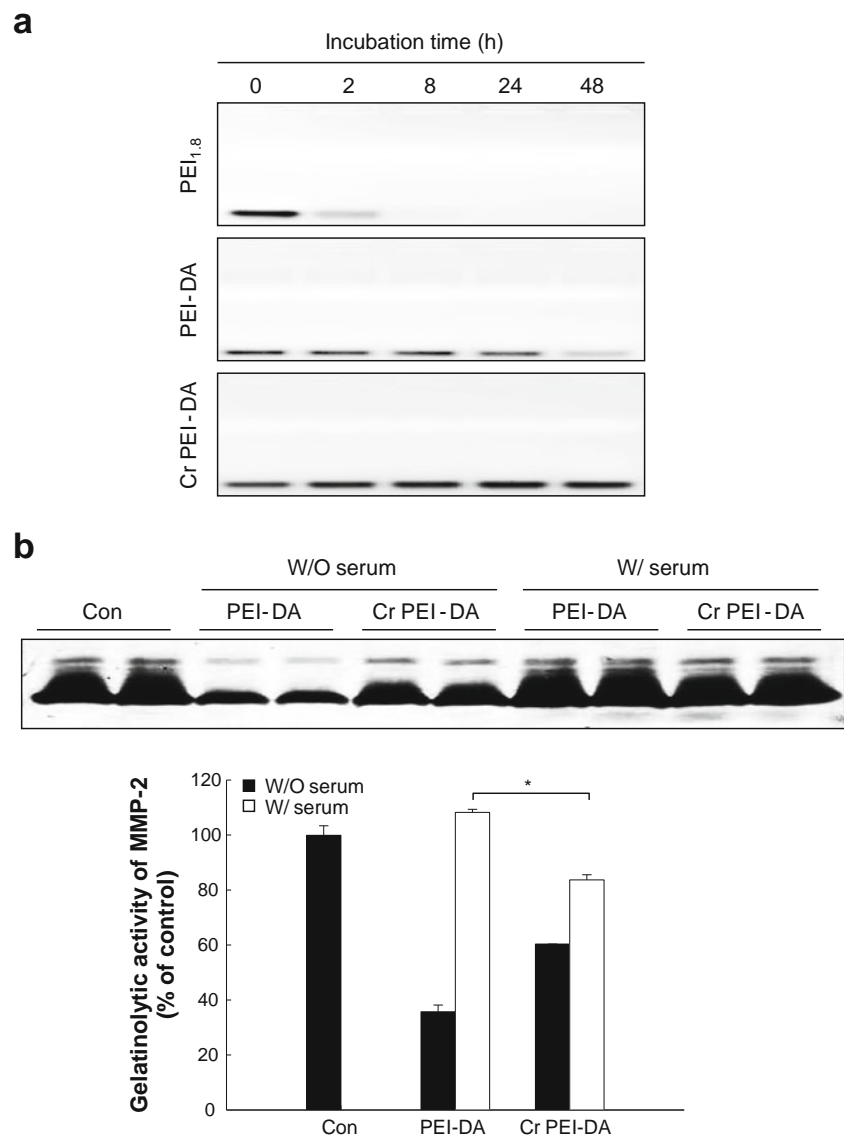 a
Incubation time (h)
0 2 8 24 48
PEI1.8
PEI-DA
Cr PEI-DA
b
W/O serum W/ serum
Con PEI-DA Cr PEI-DA PEI-DA Cr PEI-DA
Gelatinolytic activity of MMP-2
(% of control)
120
100
80
60
40
20
0
W/O serum
W/ serum
*
Con PEI-DA Cr PEI-DA